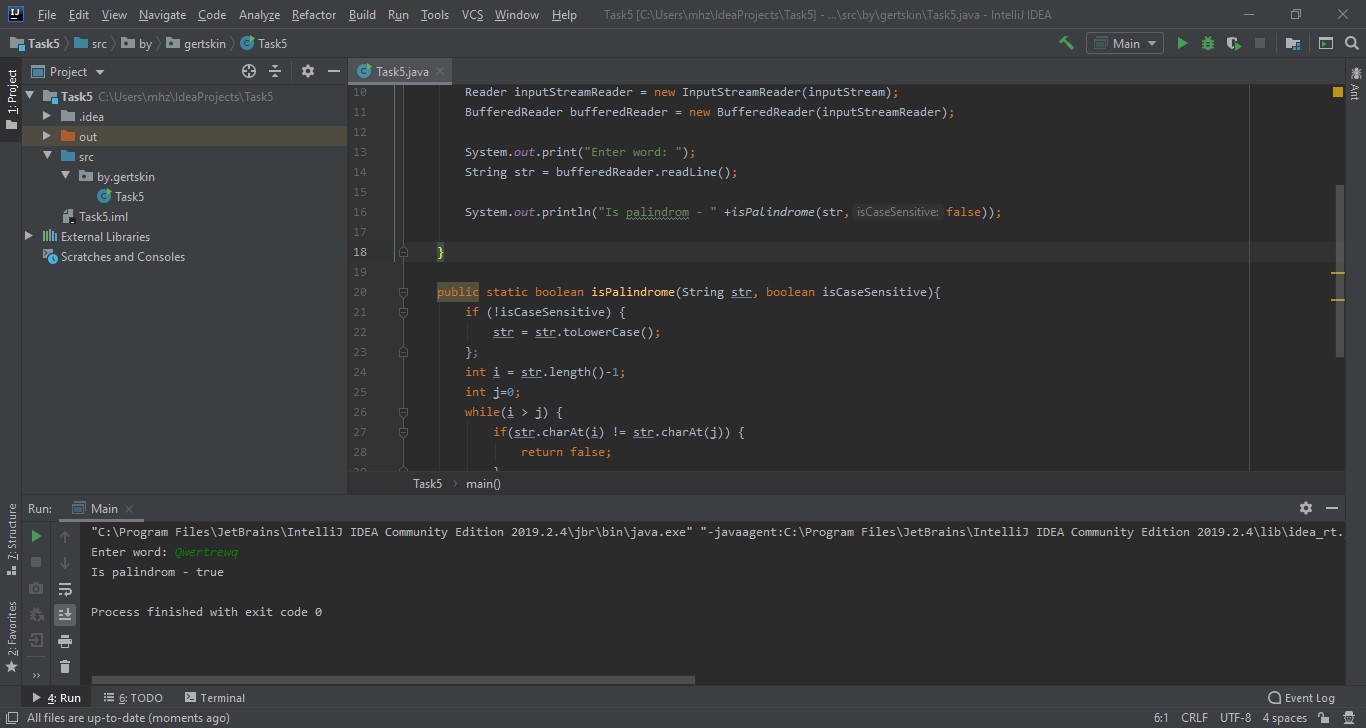 File Edit View Navigate Code Analyze Refactor Build Run Tools VCS Window Help Task5 [C:\Users\mhz\IdeaProjects\Task5] - ...\src\by\gertskin\Task5.java - IntelliJ IDEA
Task5 src by gertskin Task5 Main
1: Project
Project
Task5.java
Ant
Task5 C:\Users\mhz\IdeaProjects\Task5
.idea
out
src
by.gertskin
Task5
Task5.iml
External Libraries
Scratches and Consoles
10 Reader inputStreamReader = new InputStreamReader(inputStream);
11 BufferedReader bufferedReader = new BufferedReader(inputStreamReader);
12
13 System.out.print("Enter word: ");
14 String str = bufferedReader.readLine();
15
16 System.out.println("Is palindrom - " +isPalindrome(str, isCaseSensitive: false));
17
18 }
19
20 public static boolean isPalindrome(String str, boolean isCaseSensitive){
21 if (!isCaseSensitive) {
22 str = str.toLowerCase();
23 };
24 int i = str.length()-1;
25 int j=0;
26 while(i > j) {
27 if(str.charAt(i) != str.charAt(j)) {
28 return false;
29 }
Task5 › main()
Run: Main
7: Structure
2: Favorites
"C:\Program Files\JetBrains\IntelliJ IDEA Community Edition 2019.2.4\jbr\bin\java.exe" "-javaagent:C:\Program Files\JetBrains\IntelliJ IDEA Community Edition 2019.2.4\lib\idea_rt.
Enter word: Qwertrewq
Is palindrom - true
Process finished with exit code 0
4: Run 6: TODO Terminal Event Log
All files are up-to-date (moments ago) 6:1 CRLF UTF-8 4 spaces